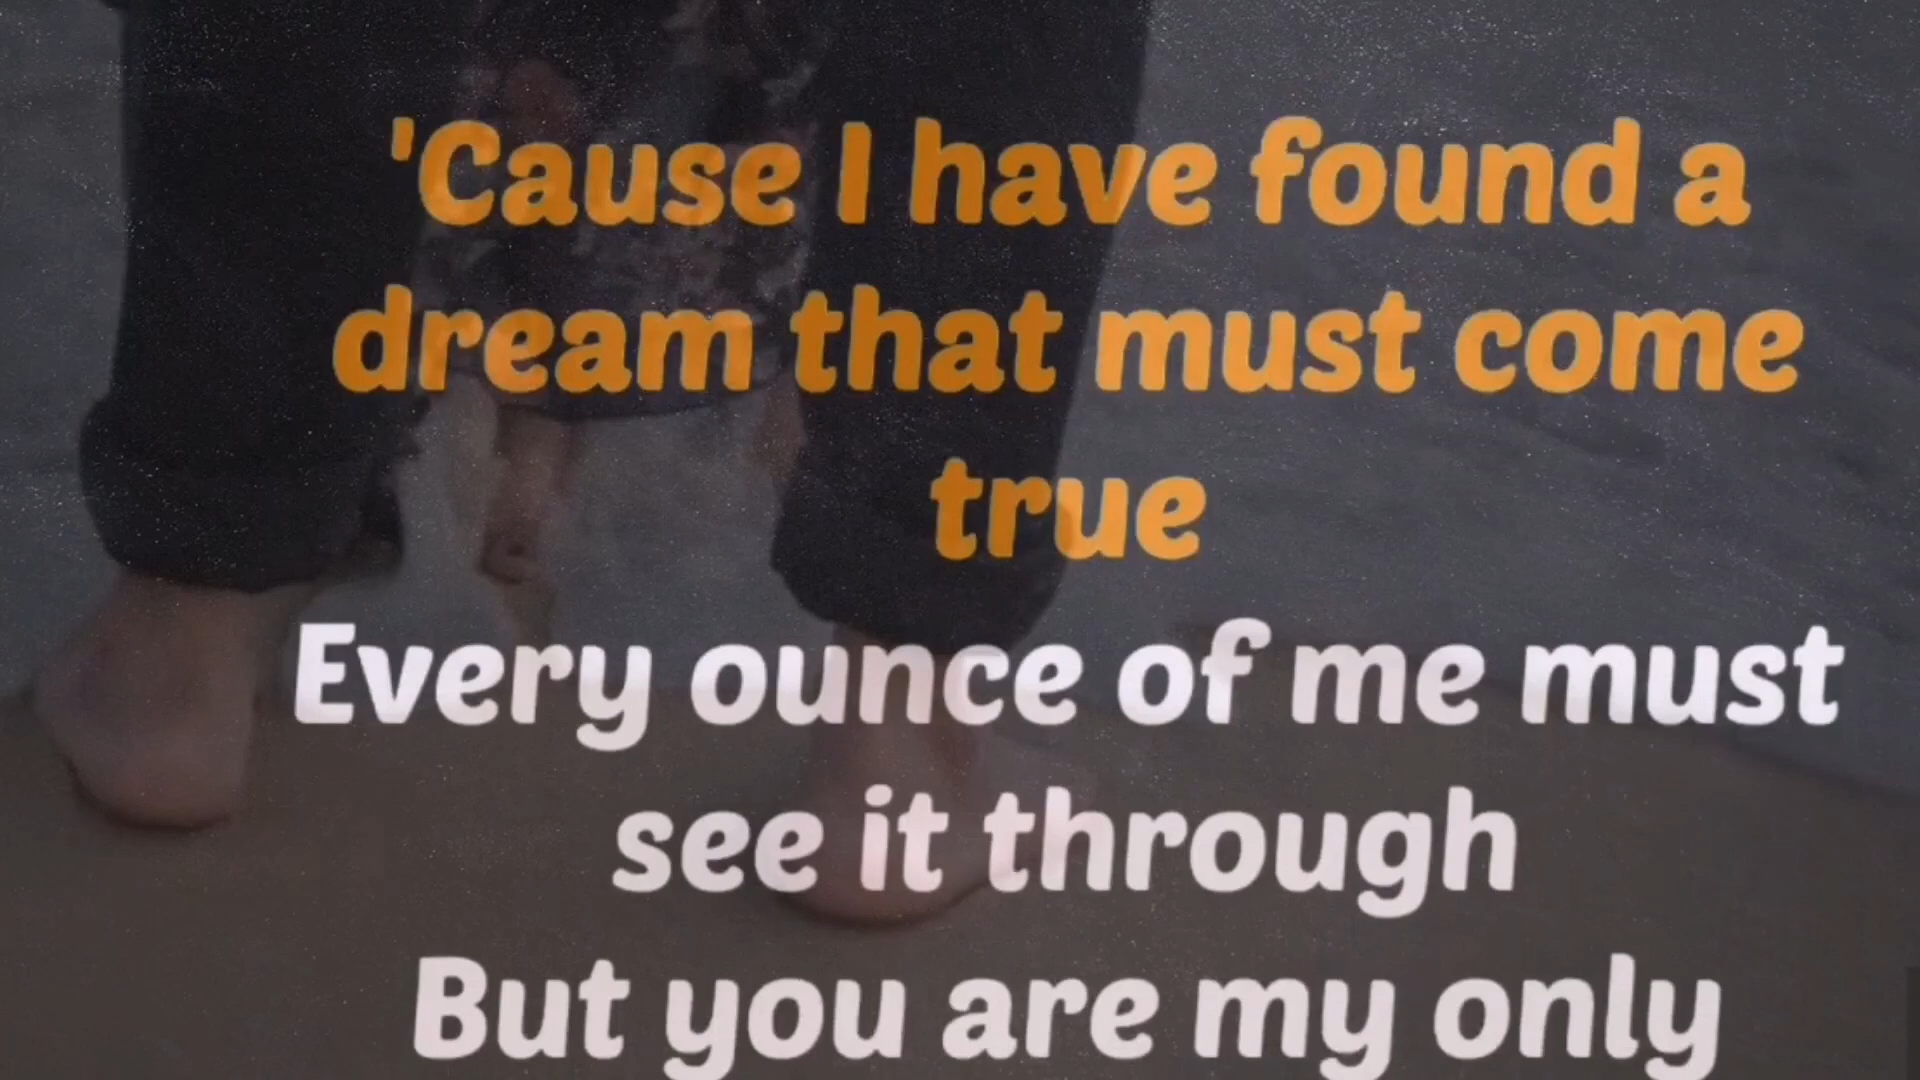 'Cause I have found a
dream that must come
true
Every ounce of me must
see it through
But you are my only